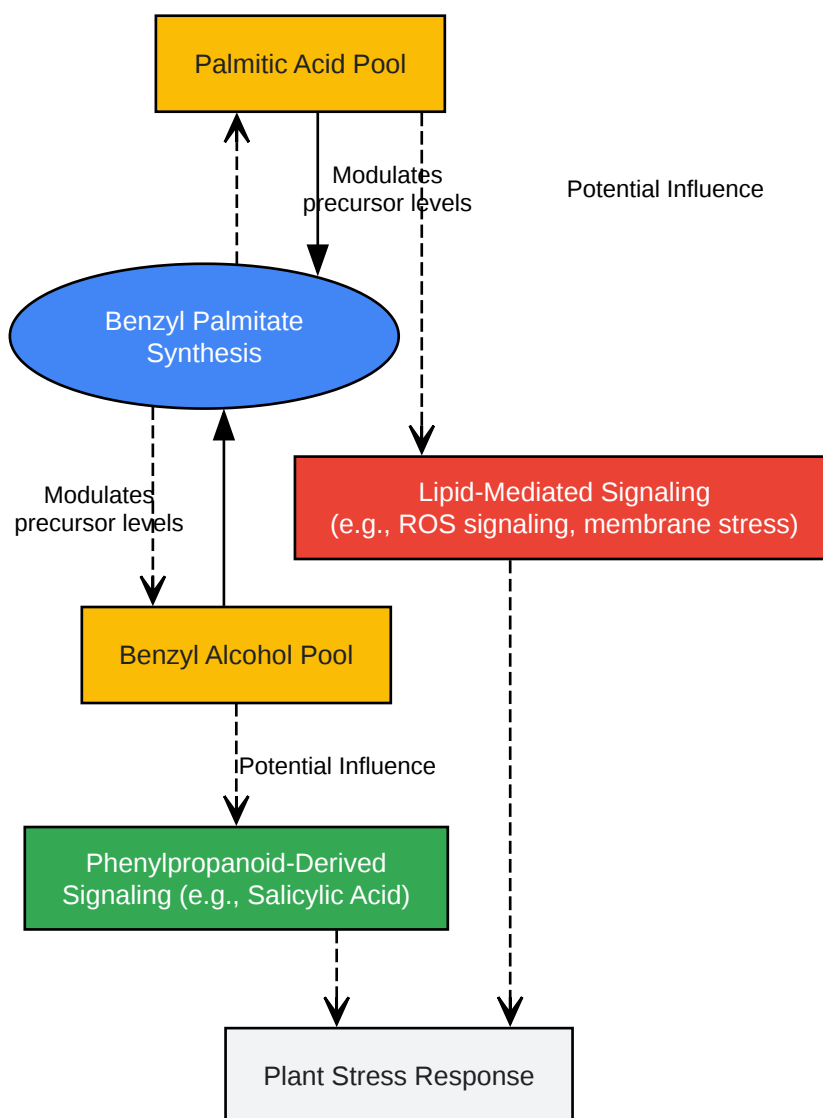 Palmitic Acid Pool
Modulates
precursor levels
Potential Influence
Benzyl Palmitate
Synthesis
Modulates
precursor levels
Lipid-Mediated Signaling
(e.g., ROS signaling, membrane stress)
Benzyl Alcohol Pool
Potential Influence
Phenylpropanoid-Derived
Signaling (e.g., Salicylic Acid)
Plant Stress Response